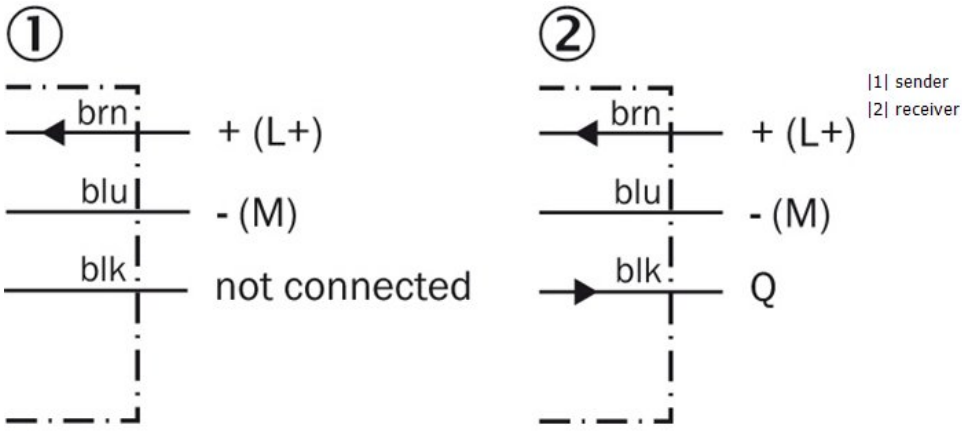 ①
brn
+ (L+)
blu
- (M)
blk
not connected
②
brn
+ (L+)
blu
- (M)
blk
Q
|1| sender
|2| receiver